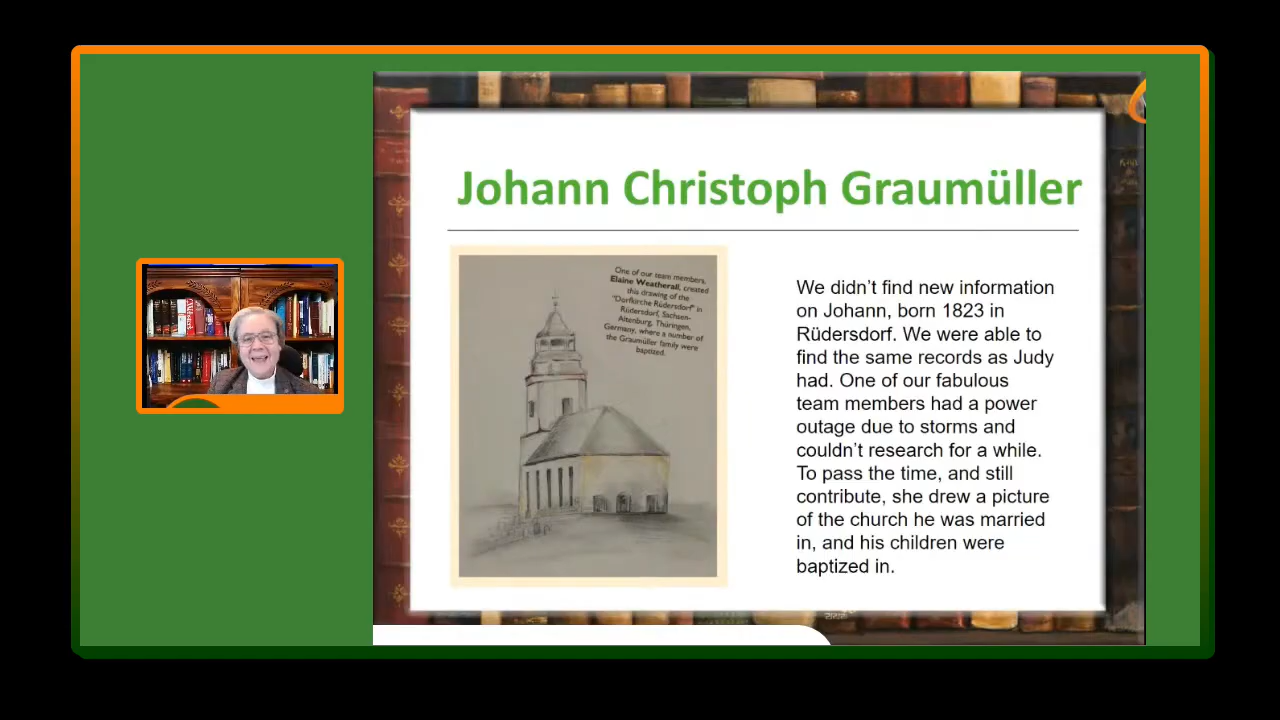 Johann Christoph Graumüller
One of our team members,
Elaine Weatherall, created
this drawing of the
"Dorfkirche Rüdersdorf" in
Rüdersdorf, Sachsen-
Altenburg, Thüringen,
Germany, where a number of
the Graumüller family were
baptized.
We didn’t find new information
on Johann, born 1823 in
Rüdersdorf. We were able to
find the same records as Judy
had. One of our fabulous
team members had a power
outage due to storms and
couldn’t research for a while.
To pass the time, and still
contribute, she drew a picture
of the church he was married
in, and his children were
baptized in.